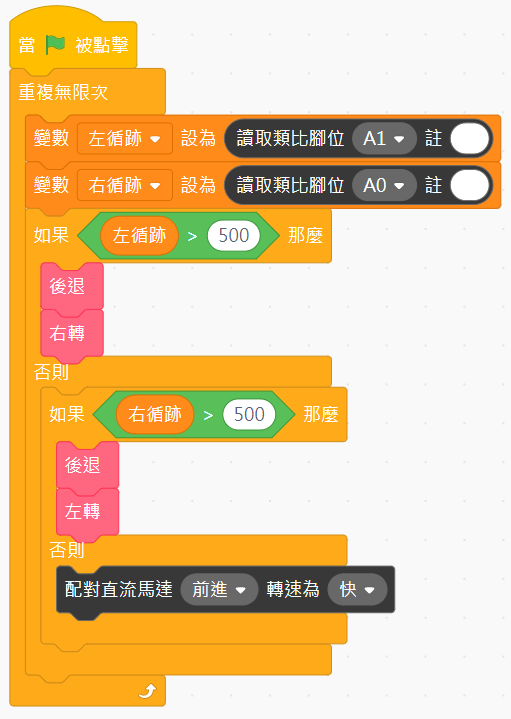 當 被點擊
重複無限次
變數 左循跡 設為 讀取類比腳位 A1 註
變數 右循跡 設為 讀取類比腳位 A0 註
如果 左循跡 > 500 那麼
後退
右轉
否則
如果 右循跡 > 500 那麼
後退
左轉
否則
配對直流馬達 前進 轉速為 快